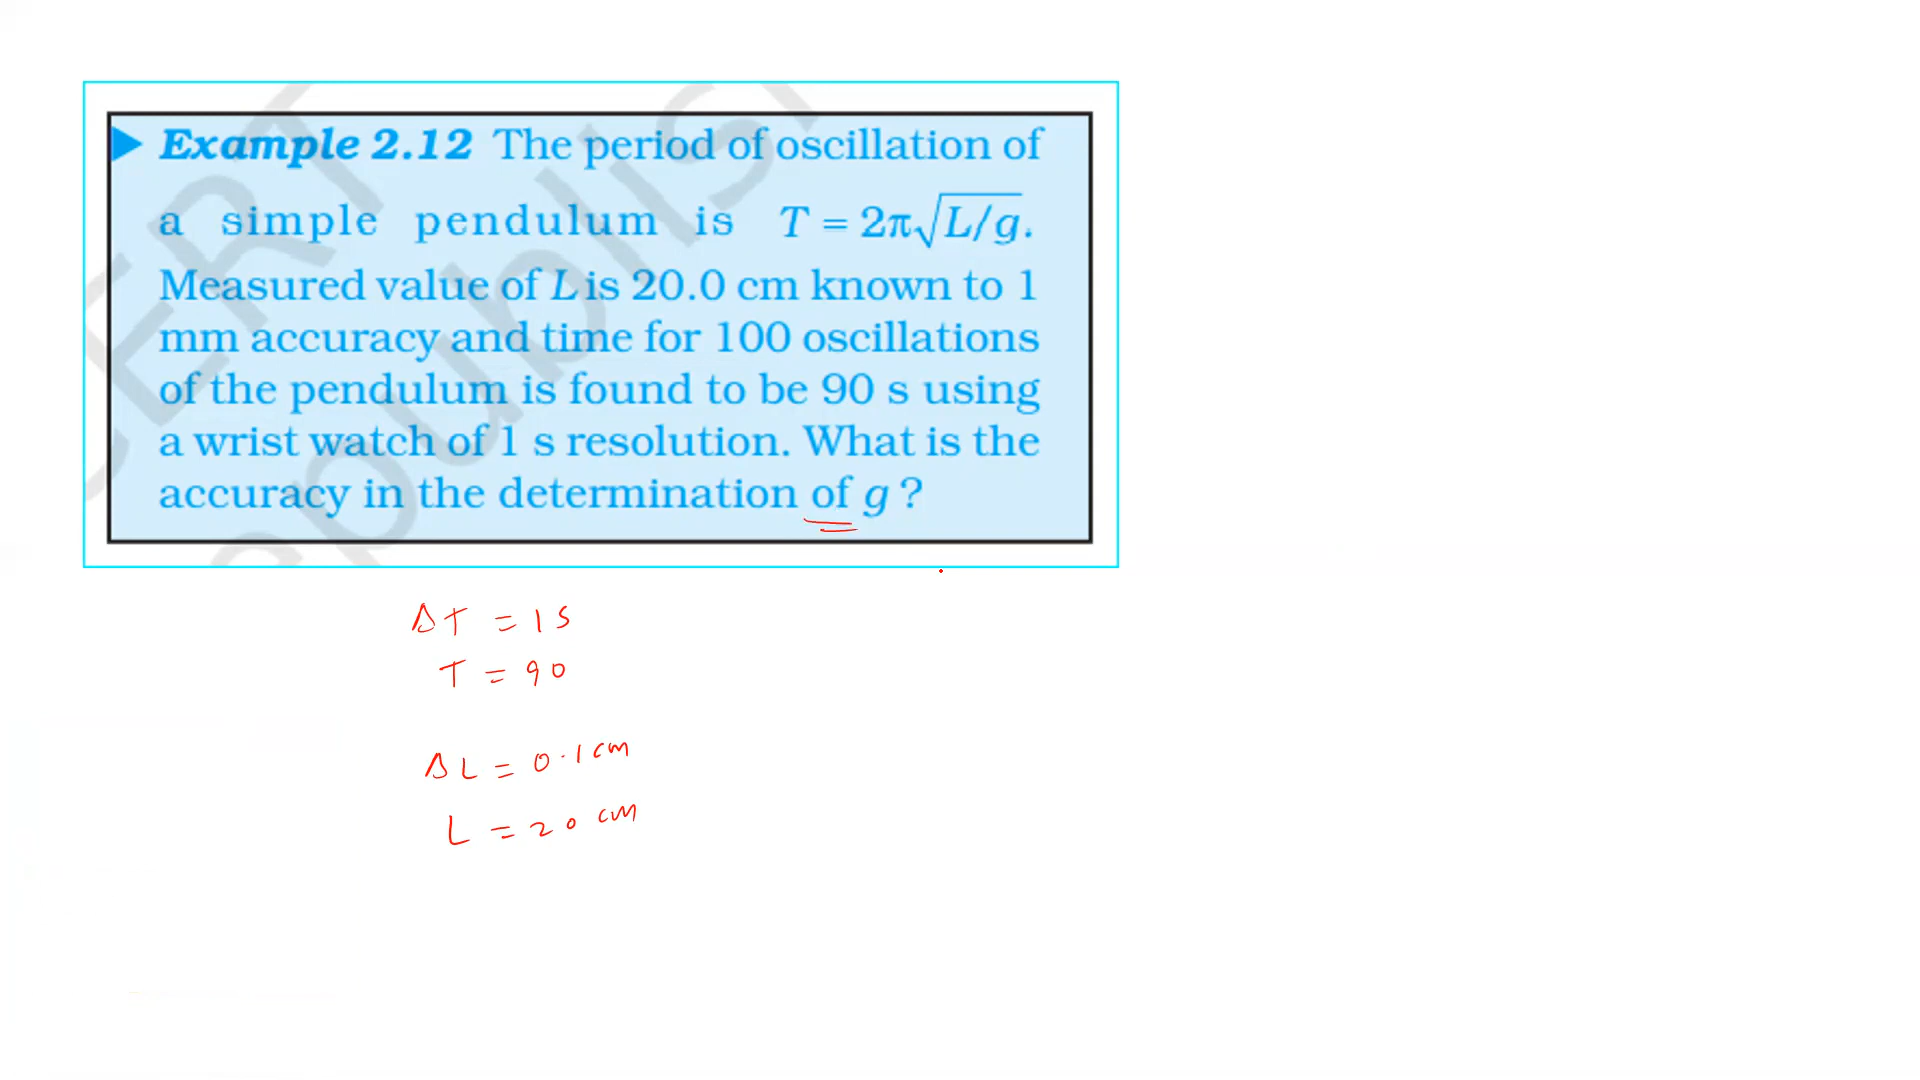 Example 2.12 The period of oscillation of
a simple pendulum is T = 2π√L/g.
Measured value of L is 20.0 cm known to 1
mm accuracy and time for 100 oscillations
of the pendulum is found to be 90 s using
a wrist watch of 1 s resolution. What is the
accuracy in the determination of g ?
ΔT = 1 s
T = 90
ΔL = 0.1 cm
L = 20 cm